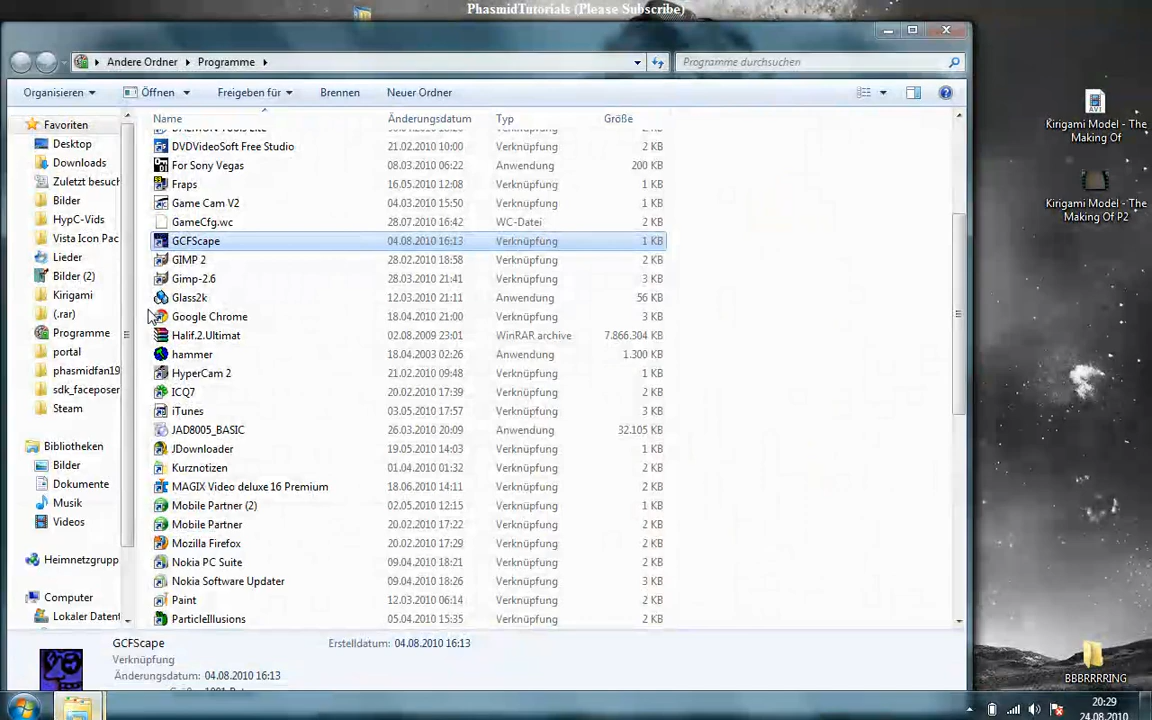 PhasmidTutorials (Please Subscribe)
Andere Ordner Programme
Programme durchsuchen
Organisieren Öffnen Freigeben für Brennen Neuer Ordner
Name Änderungsdatum Typ Größe
DVDVideoSoft Free Studio 21.02.2010 10:00 Verknüpfung 2 KB
For Sony Vegas 08.03.2010 06:22 Anwendung 200 KB
Fraps 16.05.2010 12:08 Verknüpfung 1 KB
Game Cam V2 04.03.2010 15:50 Verknüpfung 1 KB
GameCfg.wc 28.07.2010 16:42 WC-Datei 2 KB
GCFScape 04.08.2010 16:13 Verknüpfung 1 KB
GIMP 2 28.02.2010 18:58 Verknüpfung 2 KB
Gimp-2.6 28.03.2010 21:41 Verknüpfung 3 KB
Glass2k 12.03.2010 21:11 Anwendung 56 KB
Google Chrome 18.04.2010 21:00 Verknüpfung 3 KB
Half.2.Ultimat 02.08.2009 23:01 WinRAR archive 7.866.304 KB
hammer 18.04.2003 02:26 Anwendung 1.300 KB
HyperCam 2 21.02.2010 09:48 Verknüpfung 2 KB
ICQ7 20.02.2010 17:39 Verknüpfung 2 KB
iTunes 03.05.2010 17:57 Verknüpfung 3 KB
JAD8005_BASIC 26.03.2010 20:09 Anwendung 32.105 KB
JDownloader 19.05.2010 14:03 Verknüpfung 1 KB
Kurznotizen 01.04.2010 01:32 Verknüpfung 2 KB
MAGIX Video deluxe 16 Premium 18.06.2010 14:11 Verknüpfung 2 KB
Mobile Partner (2) 02.05.2010 12:15 Verknüpfung 2 KB
Mobile Partner 20.02.2010 17:22 Verknüpfung 2 KB
Mozilla Firefox 20.02.2010 17:29 Verknüpfung 2 KB
Nokia PC Suite 09.04.2010 18:21 Verknüpfung 2 KB
Nokia Software Updater 09.04.2010 18:26 Verknüpfung 3 KB
Paint 12.03.2010 06:14 Verknüpfung 2 KB
ParticleIllusions 05.04.2010 15:35 Verknüpfung 2 KB
Favoriten
Desktop
Downloads
Zuletzt besuch
Bilder
HypC-Vids
Vista Icon Pac
Lieder
Bilder (2)
Kirigami
(.rar)
Programme
portal
phasmidfan19
sdk_faceposer
Steam
Bibliotheken
Bilder
Dokumente
Musik
Videos
Heimnetzgrupp
Computer
Lokaler Datent
GCFScape
Verknüpfung
Änderungsdatum: 04.08.2010 16:13
Erstelldatum: 04.08.2010 16:13
AVI
Kirigami Model - The
Making Of
Kirigami Model - The
Making Of P2
BBBRRRRING
20:29
24.08.2010